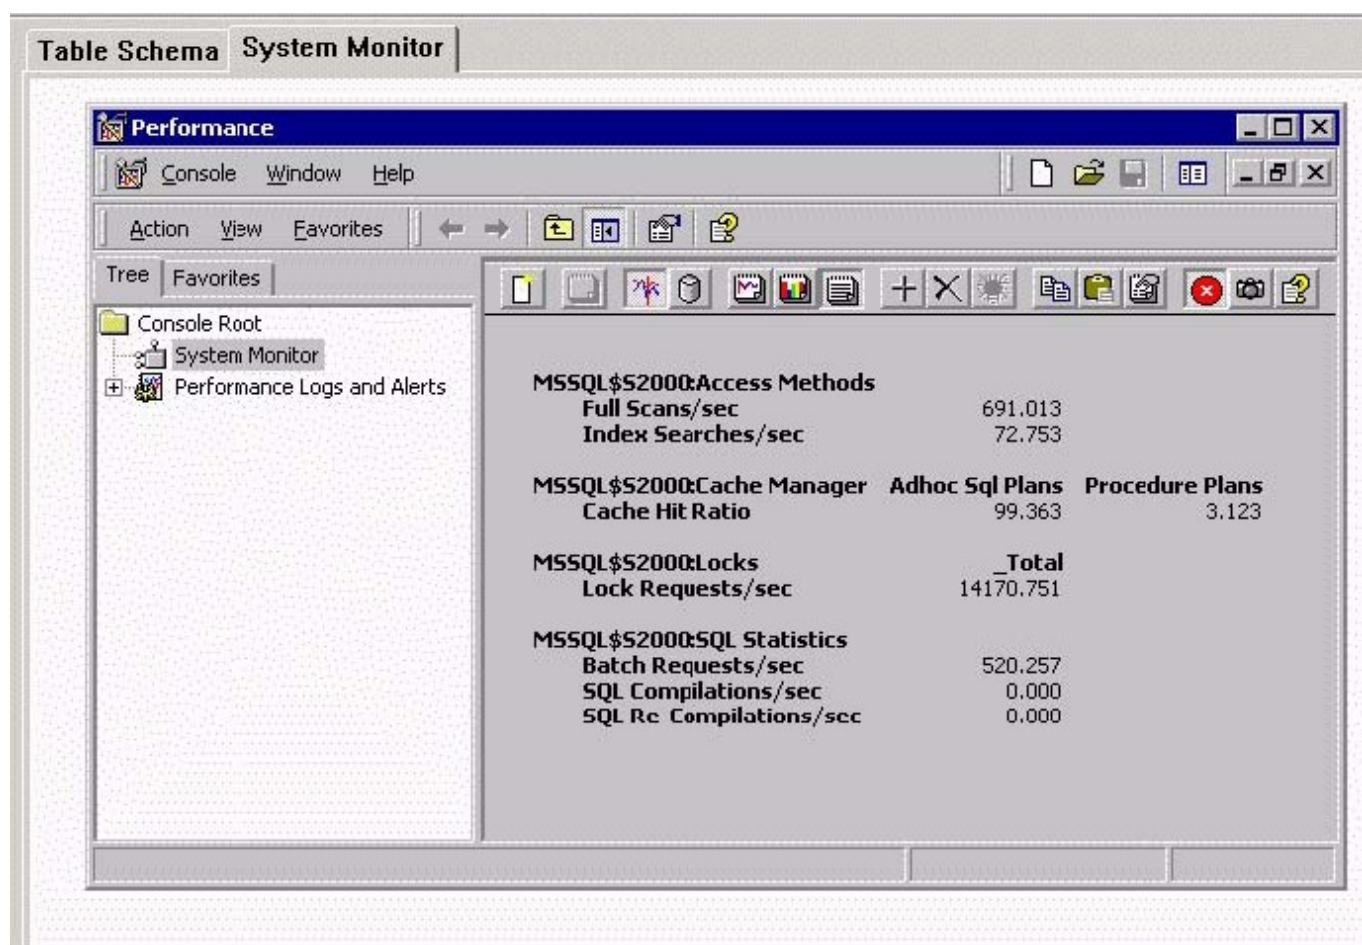 Table Schema System Monitor
Performance
Console Window Help
Action View Favorites
Tree Favorites
Console Root
System Monitor
Performance Logs and Alerts
MSSQL$S2000:Access Methods
Full Scans/sec 691.013
Index Searches/sec 72.753
MSSQL$S2000:Cache Manager Adhoc Sql Plans Procedure Plans
Cache Hit Ratio 99.363 3.123
MSSQL$S2000:Locks _Total
Lock Requests/sec 14170.751
MSSQL$S2000:SQL Statistics
Batch Requests/sec 520.257
SQL Compilations/sec 0.000
SQL Re-Compilations/sec 0.000